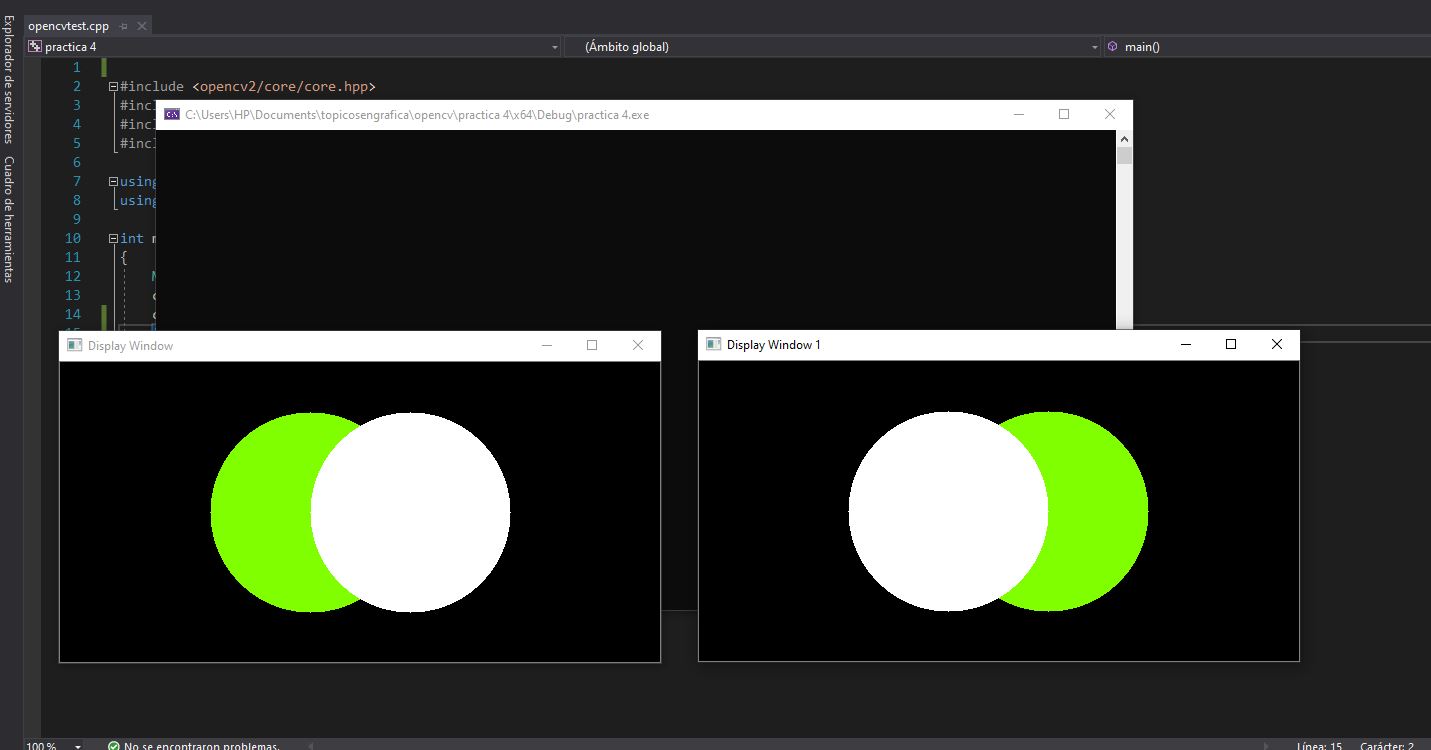 opencvtest.cpp
practica 4
(Ámbito global)
main()
Explorador de servidores
Cuadro de herramientas
1
2 #include <opencv2/core/core.hpp>
3 #incl
4 #incl
5 #incl
6
7 using
8 using
9
10 int m
11 {
12
13
14
C:\Users\HP\Documents\topicosengrafica\opencv\practica 4\x64\Debug\practica 4.exe
Display Window
Display Window 1
100 %
No se encontraron problemas.
Línea: 15
Carácter: 2